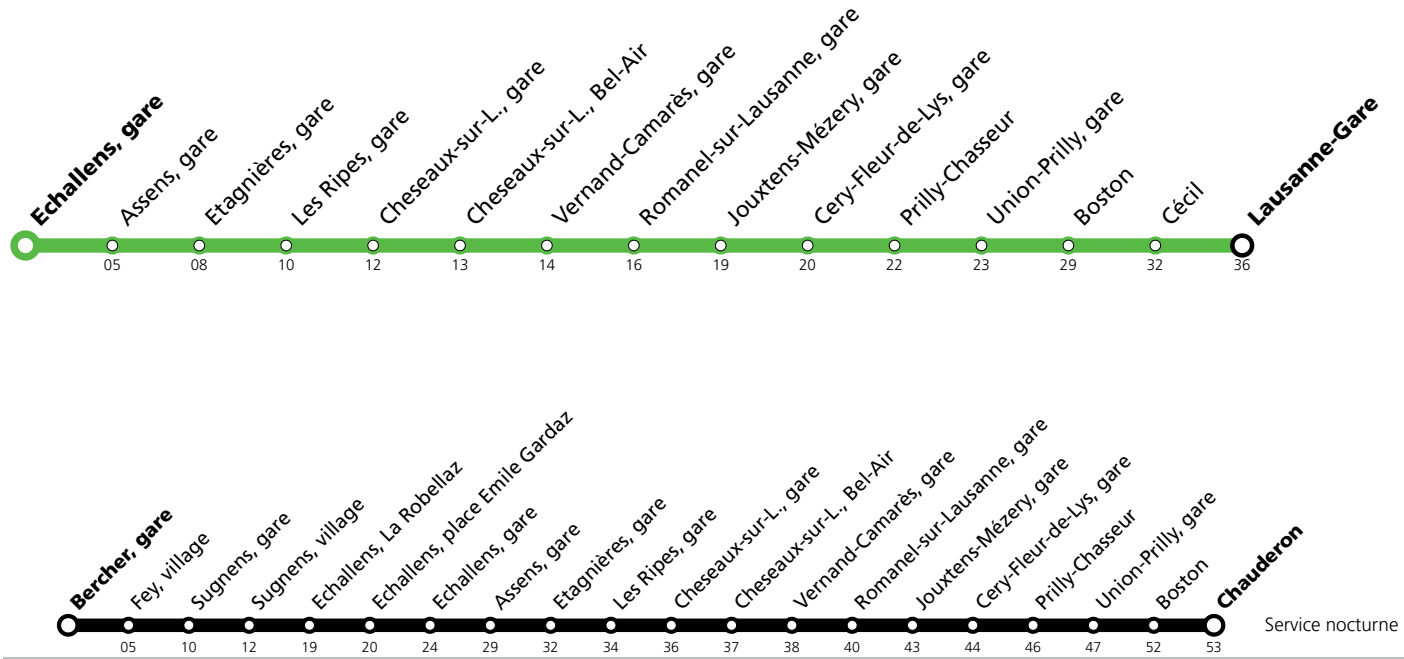 Echallens, gare
Assens, gare
Etagnières, gare
Les Ripes, gare
Cheseaux-sur-L., gare
Cheseaux-sur-L., Bel-Air
Vernand-Camarès, gare
Romanel-sur-Lausanne, gare
Jouxtens-Mézery, gare
Cery-Fleur-de-Lys, gare
Prilly-Chasseur
Union-Prilly, gare
Boston
Cécil
Lausanne-Gare
05 08 10 12 13 14 16 19 20 22 23 29 32 36
Bercher, gare
Fey, village
Sugnens, gare
Sugnens, village
Echallens, La Robellaz
Echallens, place Emile Gardaz
Echallens, gare
Assens, gare
Etagnières, gare
Les Ripes, gare
Cheseaux-sur-L., gare
Cheseaux-sur-L., Bel-Air
Vernand-Camarès, gare
Romanel-sur-Lausanne, gare
Jouxtens-Mézery, gare
Cery-Fleur-de-Lys, gare
Prilly-Chasseur
Union-Prilly, gare
Boston
Chauderon
Service nocturne
05 10 12 19 20 24 29 32 34 36 37 38 40 43 44 46 47 52 53